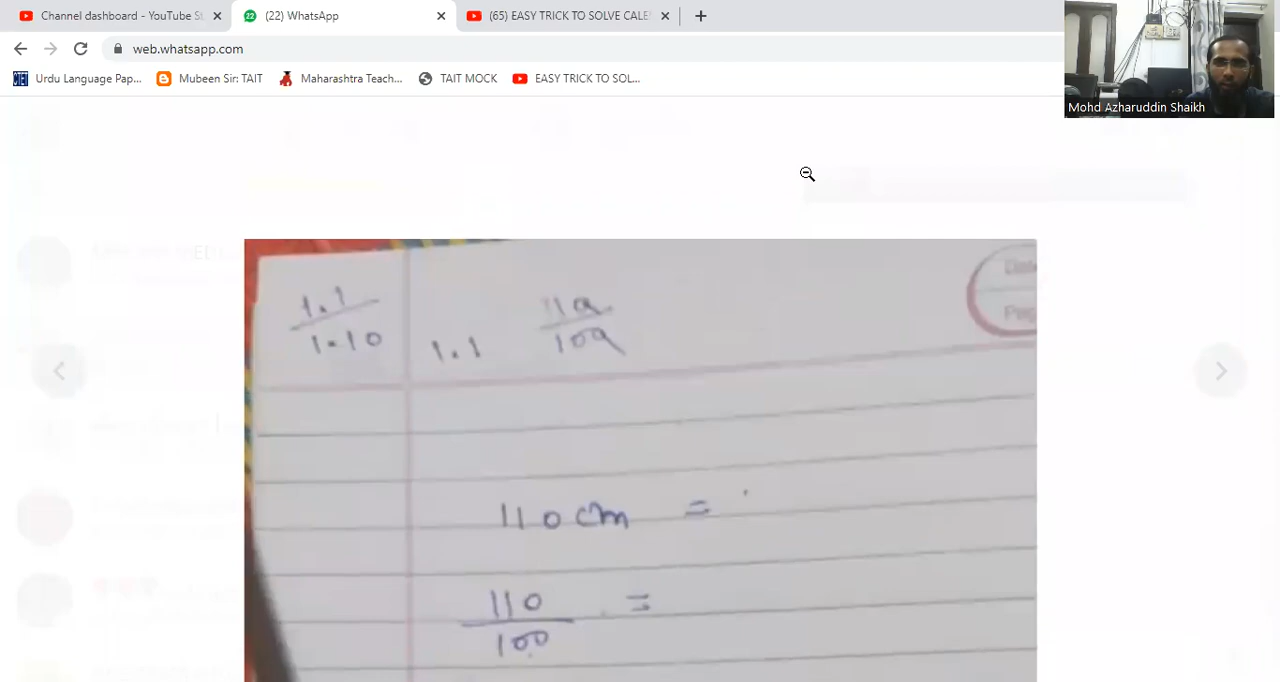 Channel dashboard - YouTube St
(22) WhatsApp
(65) EASY TRICK TO SOLVE CALE
web.whatsapp.com
Urdu Language Pap...
Mubeen Sir: TAIT
Maharashtra Teach...
TAIT MOCK
EASY TRICK TO SOL...
Mohd Azharuddin Shaikh
1.1
1.10
1.1
110
100
110 cm =
110 =
100